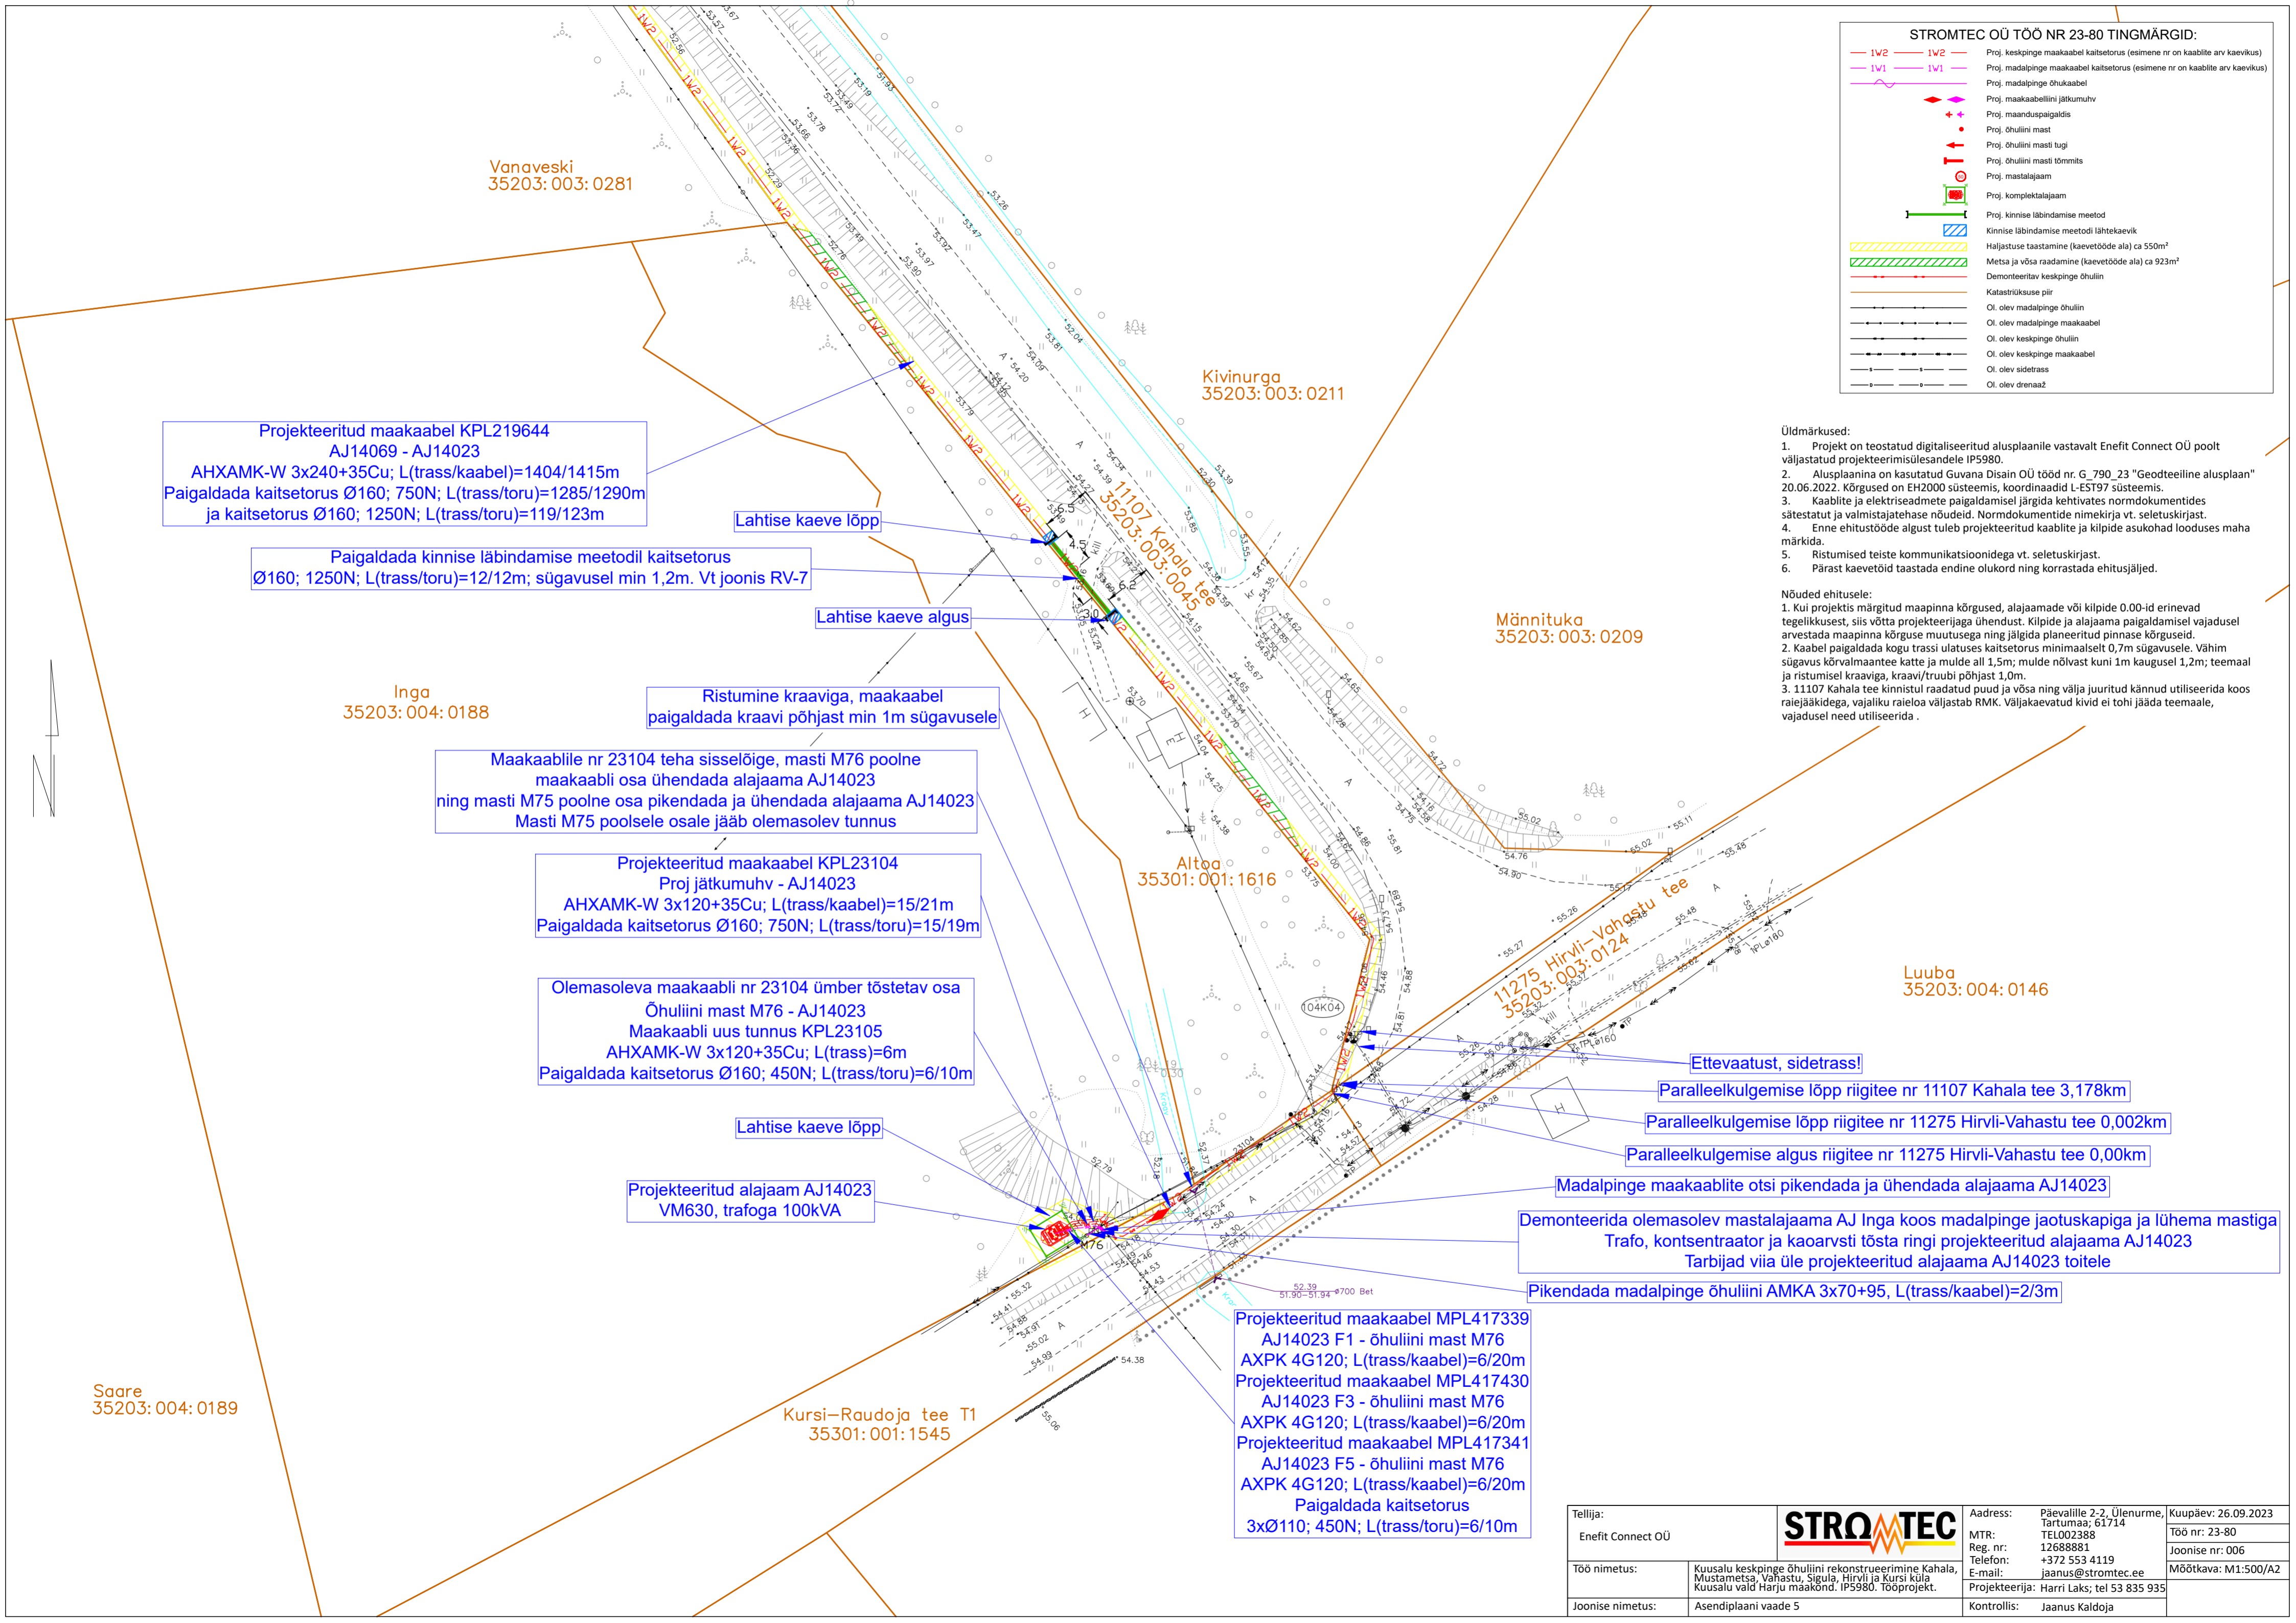 STROMTEC OÜ TÖÖ NR 23-80 TINGMÄRGID:
1W2 1W2 Proj. keskpinge maakaabel kaitsetorus (esimene nr on kaablite arv kaevikus)
1W1 1W1 Proj. madalpinge maakaabel kaitsetorus (esimene nr on kaablite arv kaevikus)
Proj. madalpinge õhukaabel
Proj. maakaabelliini jätkumuhv
Proj. maanduspaigaldis
Proj. õhuliini mast
Proj. õhuliini masti tugi
Proj. õhuliini masti tõmmits
Proj. mastalajaam
Proj. komplektalajaam
Proj. kinnise läbindamise meetod
Kinnise läbindamise meetodi lähtekaevik
Haljastuse taastamine (kaevetööde ala) ca 550m²
Metsa ja võsa raadamine (kaevetööde ala) ca 923m²
Demonteeritav keskpinge õhuliin
Katastriüksuse piir
Ol. olev madalpinge õhuliin
Ol. olev madalpinge maakaabel
Ol. olev keskpinge õhuliin
Ol. olev keskpinge maakaabel
Ol. olev sidetrass
Ol. olev drenaaž
Üldmärkused:
1. Projekt on teostatud digitaliseeritud alusplaanile vastavalt Enefit Connect OÜ poolt
väljastatud projekteerimisülesandele IP5980.
2. Alusplaanina on kasutatud Guvana Disain OÜ tööd nr. G_790_23 "Geodteeiline alusplaan"
20.06.2022. Kõrgused on EH2000 süsteemis, koordinaadid L-EST97 süsteemis.
3. Kaablite ja elektriseadmete paigaldamisel järgida kehtivates normdokumentides
sätestatut ja valmistajatehase nõudeid. Normdokumentide nimekirja vt. seletuskirjast.
4. Enne ehitustööde algust tuleb projekteeritud kaablite ja kilpide asukohad looduses maha
märkida.
5. Ristumised teiste kommunikatsioonidega vt. seletuskirjast.
6. Pärast kaevetöid taastada endine olukord ning korrastada ehitusjäljed.
Nõuded ehitusele:
1. Kui projektis märgitud maapinna kõrgused, alajaamade või kilpide 0.00-id erinevad
tegelikkusest, siis võtta projekteerijaga ühendust. Kilpide ja alajaama paigaldamisel vajadusel
arvestada maapinna kõrguse muutusega ning jälgida planeeritud pinnase kõrguseid.
2. Kaabel paigaldada kogu trassi ulatuses kaitsetorus minimaalselt 0,7m sügavusele. Vähim
sügavus kõrvalmaantee katte ja mulde all 1,5m; mulde nõlvast kuni 1m kaugusel 1,2m; teemaal
ja ristumisel kraaviga, kraavi/truubi põhjast 1,0m.
3. 11107 Kahala tee kinnistul raadatud puud ja võsa ning välja juuritud kännud utiliseerida koos
raiejääkidega, vajaliku raieloa väljastab RMK. Väljakaevatud kivid ei tohi jääda teemaale,
vajadusel need utiliseerida .
Vanaveski
35203:003:0281
Kivinurga
35203:003:0211
Projekteeritud maakaabel KPL219644
AJ14069 - AJ14023
AHXAMK-W 3x240+35Cu; L(trass/kaabel)=1404/1415m
Paigaldada kaitsetorus Ø160; 750N; L(trass/toru)=1285/1290m
ja kaitsetorus Ø160; 1250N; L(trass/toru)=119/123m
Lahtise kaeve lõpp
Paigaldada kinnise läbindamise meetodil kaitsetorus
Ø160; 1250N; L(trass/toru)=12/12m; sügavusel min 1,2m. Vt joonis RV-7
Lahtise kaeve algus
11107 Kahala tee
35203:003:0045
Männituka
35203:003:0209
Inga
35203:004:0188
Ristumine kraaviga, maakaabel
paigaldada kraavi põhjast min 1m sügavusele
Maakaablile nr 23104 teha sisselõige, masti M76 poolne
maakaabli osa ühendada alajaama AJ14023
ning masti M75 poolne osa pikendada ja ühendada alajaama AJ14023
Masti M75 poolsele osale jääb olemasolev tunnus
Projekteeritud maakaabel KPL23104
Proj jätkumuhv - AJ14023
AHXAMK-W 3x120+35Cu; L(trass/kaabel)=15/21m
Paigaldada kaitsetorus Ø160; 750N; L(trass/toru)=15/19m
Altoa
35301:001:1616
11275 Hirvli-Vahastu tee
35203:003:0124
Luuba
35203:004:0146
104K04
Olemasoleva maakaabli nr 23104 ümber tõstetav osa
Õhuliini mast M76 - AJ14023
Maakaabli uus tunnus KPL23105
AHXAMK-W 3x120+35Cu; L(trass)=6m
Paigaldada kaitsetorus Ø160; 450N; L(trass/toru)=6/10m
Lahtise kaeve lõpp
Projekteeritud alajaam AJ14023
VM630, trafoga 100kVA
M76
Ettevaatust, sidetrass!
Paralleelkulgemise lõpp riigitee nr 11107 Kahala tee 3,178km
Paralleelkulgemise lõpp riigitee nr 11275 Hirvli-Vahastu tee 0,002km
Paralleelkulgemise algus riigitee nr 11275 Hirvli-Vahastu tee 0,00km
Madalpinge maakaablite otsi pikendada ja ühendada alajaama AJ14023
Demonteerida olemasolev mastalajaama AJ Inga koos madalpinge jaotuskapiga ja lühema mastiga
Trafo, kontsentraator ja kaoarvsti tõsta ringi projekteeritud alajaama AJ14023
Tarbijad viia üle projekteeritud alajaama AJ14023 toitele
Pikendada madalpinge õhuliini AMKA 3x70+95, L(trass/kaabel)=2/3m
52.39
51.90-51.94 ø700 Bet
Projekteeritud maakaabel MPL417339
AJ14023 F1 - õhuliini mast M76
AXPK 4G120; L(trass/kaabel)=6/20m
Projekteeritud maakaabel MPL417430
AJ14023 F3 - õhuliini mast M76
AXPK 4G120; L(trass/kaabel)=6/20m
Projekteeritud maakaabel MPL417341
AJ14023 F5 - õhuliini mast M76
AXPK 4G120; L(trass/kaabel)=6/20m
Paigaldada kaitsetorus
3xØ110; 450N; L(trass/toru)=6/10m
Saare
35203:004:0189
Kursi-Raudoja tee T1
35301:001:1545
54.38
Tellija:
Enefit Connect OÜ
STROMTEC
Aadress: Päevalille 2-2, Ülenurme,
Tartumaa; 61714
MTR: TEL002388
Reg. nr: 12688881
Telefon: +372 553 4119
E-mail: jaanus@stromtec.ee
Projekteerija: Harri Laks; tel 53 835 935
Kontrollis: Jaanus Kaldoja
Kuupäev: 26.09.2023
Töö nr: 23-80
Joonise nr: 006
Mõõtkava: M1:500/A2
Töö nimetus: Kuusalu keskpinge õhuliini rekonstrueerimine Kahala,
Mustametsa, Vahastu, Sigula, Hirvli ja Kursi küla
Kuusalu vald Harju maakond. IP5980. Tööprojekt.
Joonise nimetus: Asendiplaani vaade 5